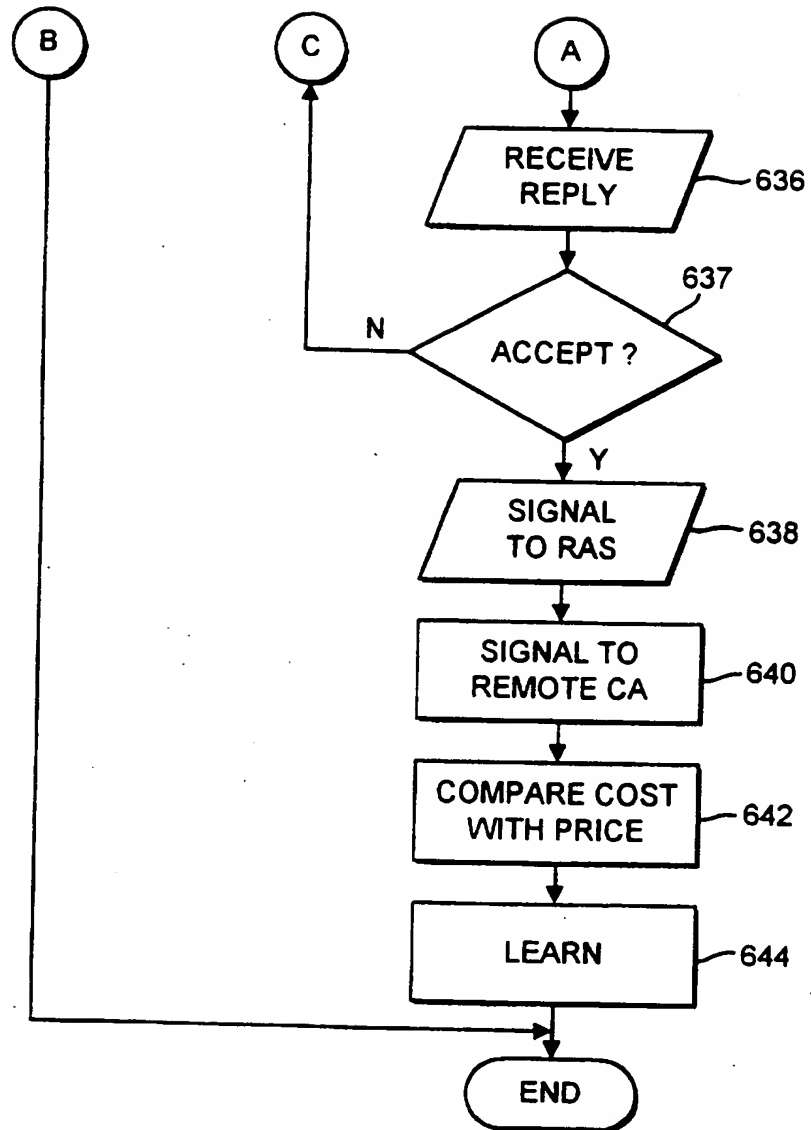 B
C
A
RECEIVE
REPLY
636
637
N
ACCEPT ?
Y
SIGNAL
TO RAS
638
SIGNAL TO
REMOTE CA
640
COMPARE COST
WITH PRICE
642
LEARN
644
END